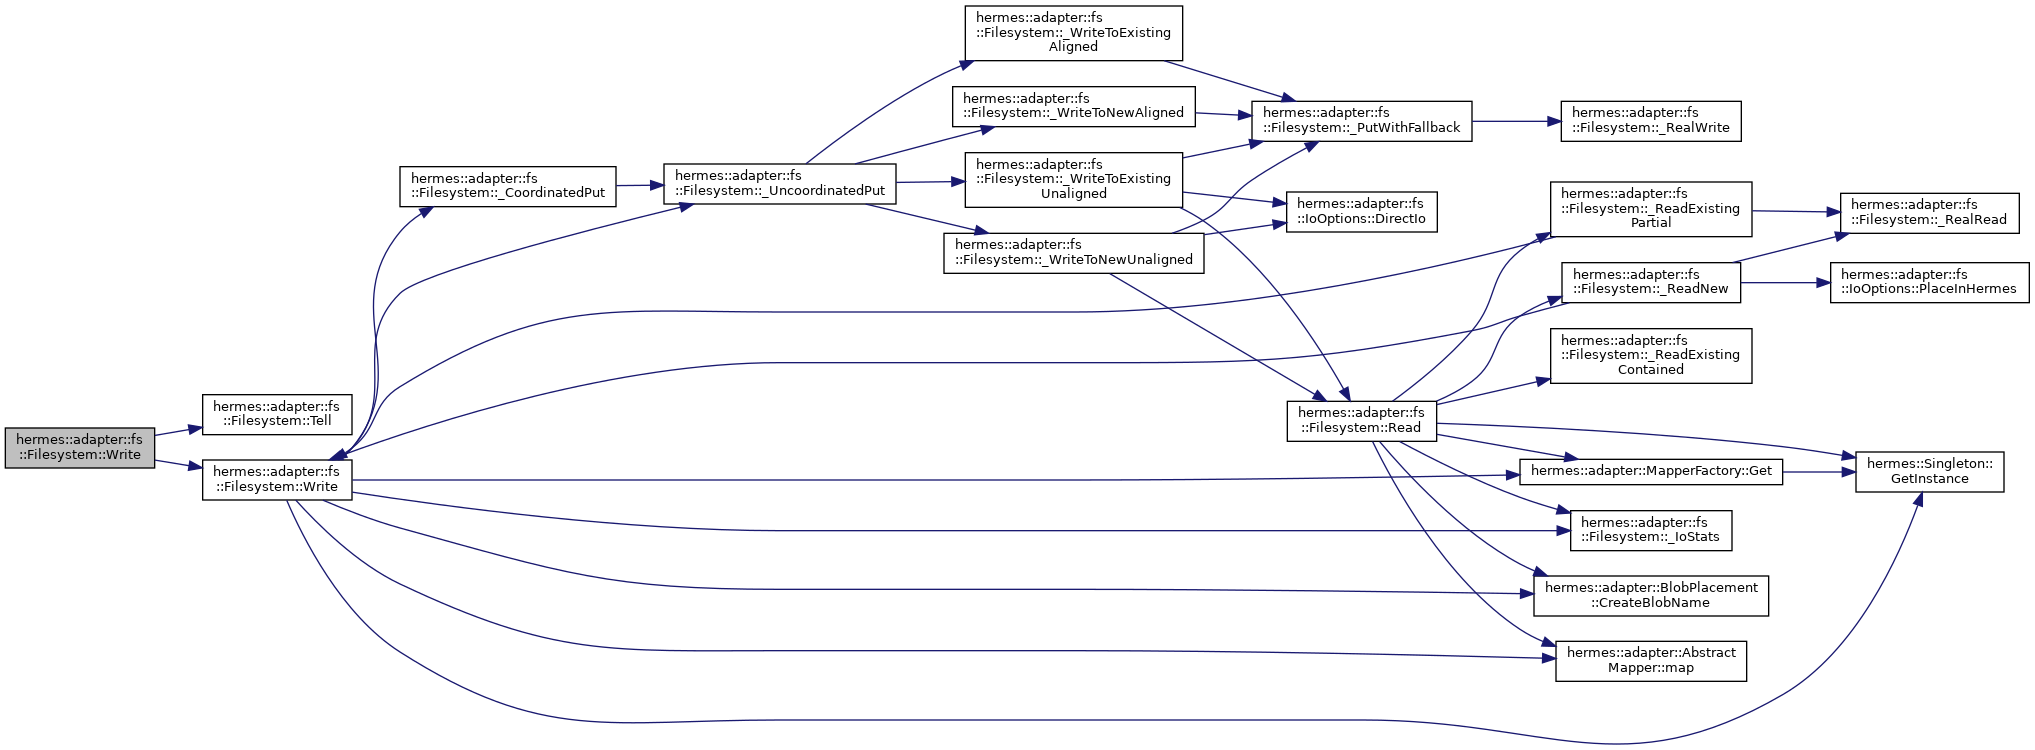 hermes::adapter::fs
::Filesystem::Write
hermes::adapter::fs
::Filesystem::Tell
hermes::adapter::fs
::Filesystem::Write
hermes::adapter::fs
::Filesystem::_CoordinatedPut
hermes::adapter::fs
::Filesystem::_UncoordinatedPut
hermes::adapter::fs
::Filesystem::_WriteToExisting
Aligned
hermes::adapter::fs
::Filesystem::_WriteToNewAligned
hermes::adapter::fs
::Filesystem::_WriteToExisting
Unaligned
hermes::adapter::fs
::Filesystem::_WriteToNewUnaligned
hermes::adapter::fs
::Filesystem::_PutWithFallback
hermes::adapter::fs
::IoOptions::DirectIo
hermes::adapter::fs
::Filesystem::Read
hermes::adapter::fs
::Filesystem::_RealWrite
hermes::adapter::fs
::Filesystem::_ReadExisting
Partial
hermes::adapter::fs
::Filesystem::_ReadNew
hermes::adapter::fs
::Filesystem::_ReadExisting
Contained
hermes::adapter::MapperFactory::Get
hermes::adapter::fs
::Filesystem::_IoStats
hermes::adapter::BlobPlacement
::CreateBlobName
hermes::adapter::Abstract
Mapper::map
hermes::adapter::fs
::Filesystem::_RealRead
hermes::adapter::fs
::IoOptions::PlaceInHermes
hermes::Singleton::
GetInstance